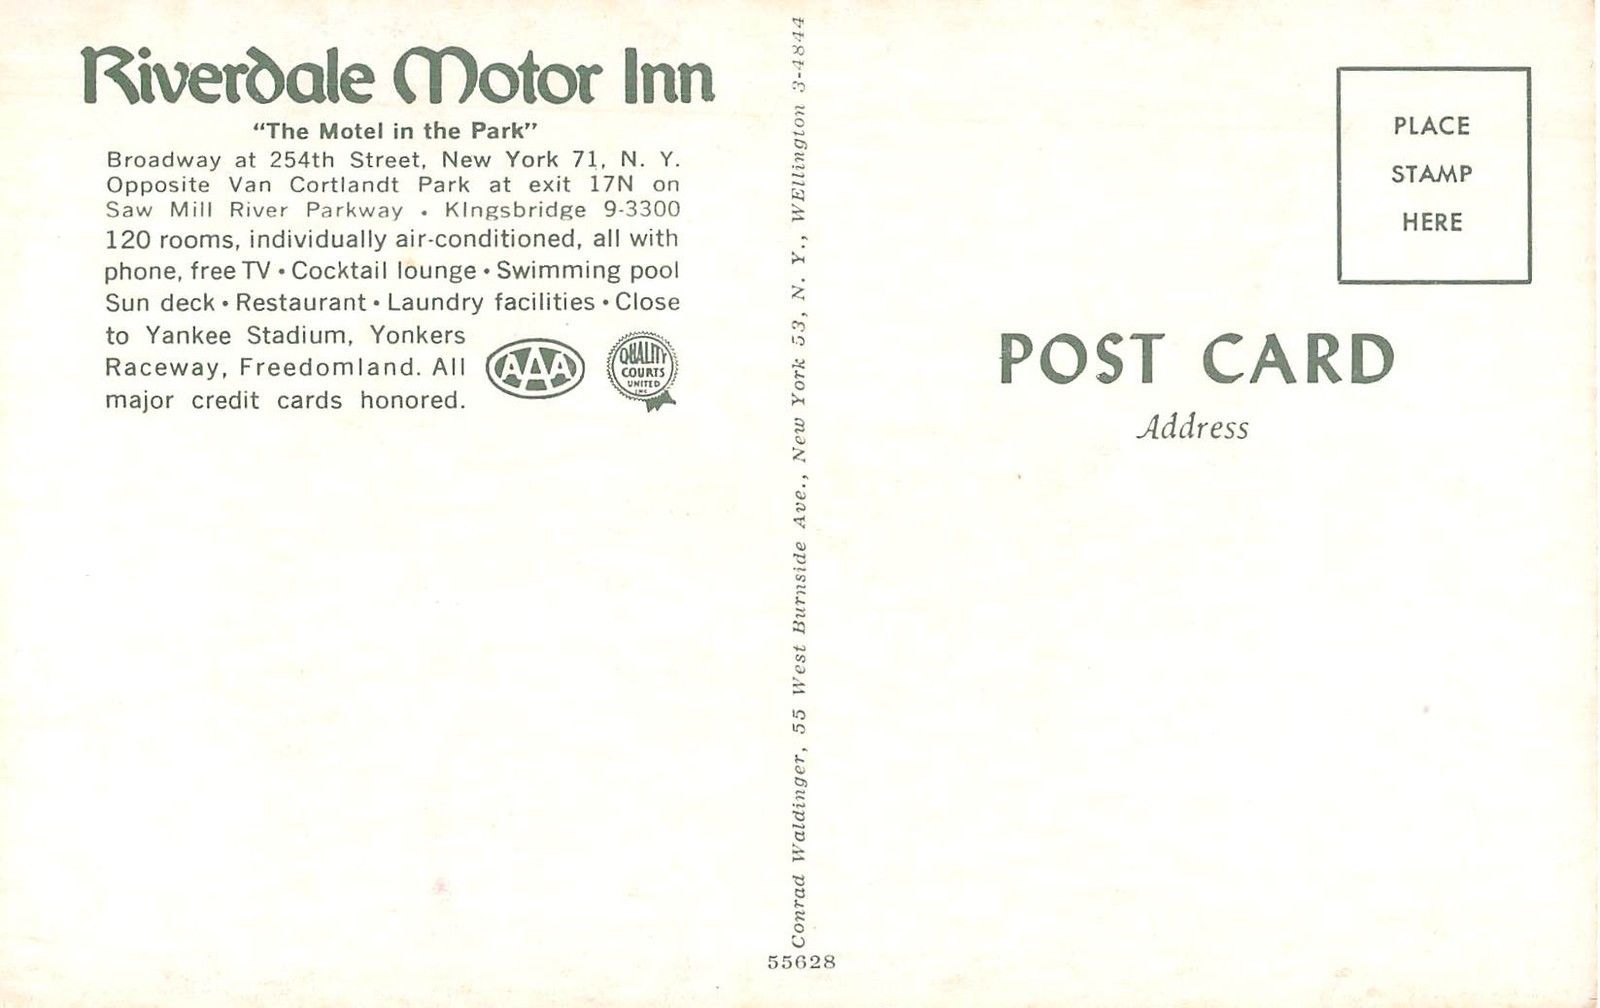 Riverdale Motor Inn
“The Motel in the Park”
Broadway at 254th Street, New York 71, N. Y.
Opposite Van Cortlandt Park at exit 17N on
Saw Mill River Parkway • KIngsbridge 9-3300
120 rooms, individually air-conditioned, all with
phone, free TV • Cocktail lounge • Swimming pool
Sun deck • Restaurant • Laundry facilities • Close
to Yankee Stadium, Yonkers
Raceway, Freedomland. All
major credit cards honored.
AAA
QUALITY
COURTS
UNITED
INC.
Conrad Waldinger, 55 West Burnside Ave., New York 53, N. Y., WEllington 3-4844
55628
PLACE
STAMP
HERE
POST CARD
Address